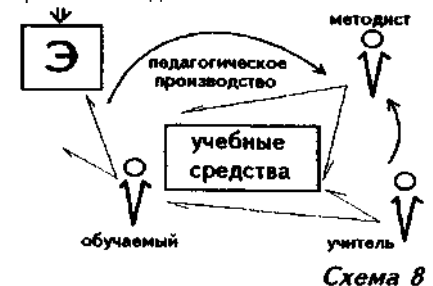 методист
Э
педагогическое
производство
учебные
средства
обучаемый
учитель
Схема 8